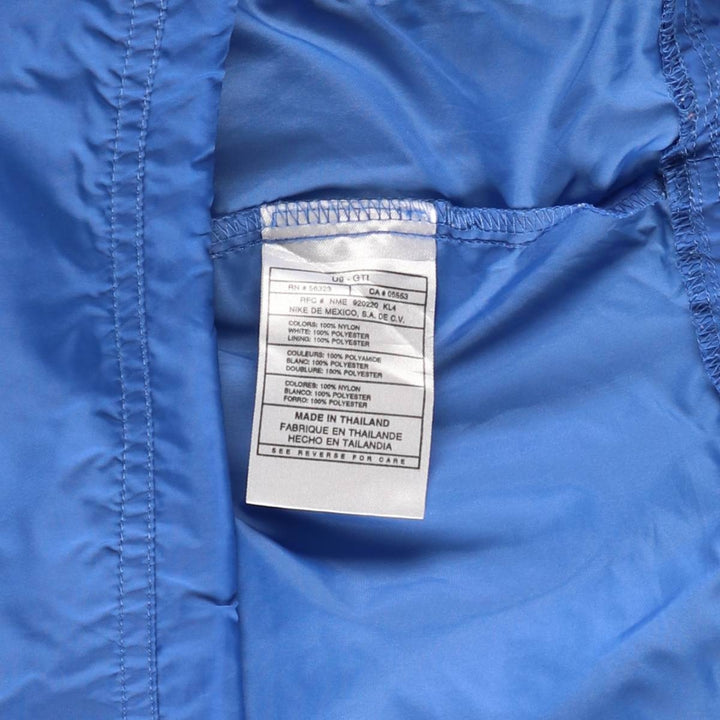 U9 - GTI
RN # 56323 CA # 05553
RFC # NME 920220 KL4
NIKE DE MEXICO, S.A. DE C.V.
COLORS: 100% NYLON
WHITE: 100% POLYESTER
LINING: 100% POLYESTER
COULEURS: 100% POLYAMIDE
BLANC: 100% POLYESTER
DOUBLURE: 100% POLYESTER
COLORES: 100% NYLON
BLANCO: 100% POLYESTER
FORRO: 100% POLYESTER
MADE IN THAILAND
FABRIQUE EN THAILANDE
HECHO EN TAILANDIA
SEE REVERSE FOR CARE